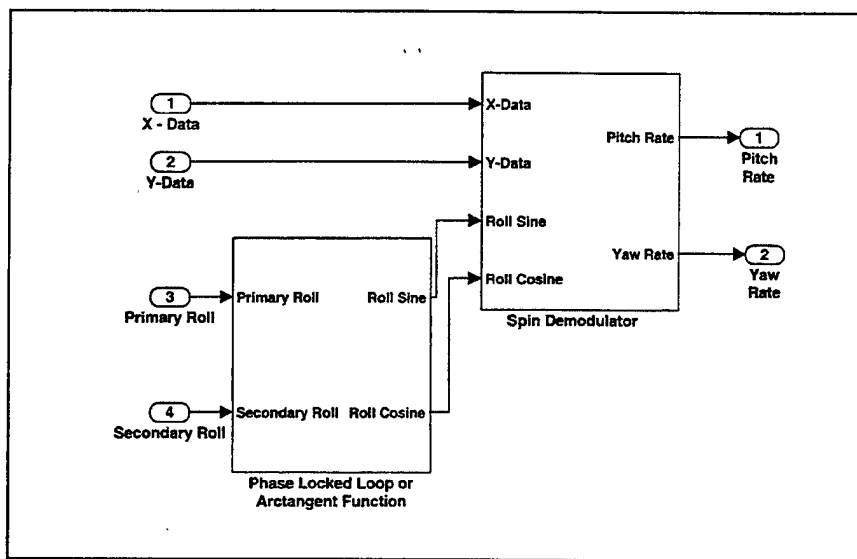 1
X - Data
2
Y-Data
3
Primary Roll
4
Secondary Roll
Primary Roll
Roll Sine
Secondary Roll
Roll Cosine
Phase Locked Loop or
Arctangent Function
X-Data
Y-Data
Roll Sine
Roll Cosine
Pitch Rate
Yaw Rate
Spin Demodulator
1
Pitch
Rate
2
Yaw
Rate